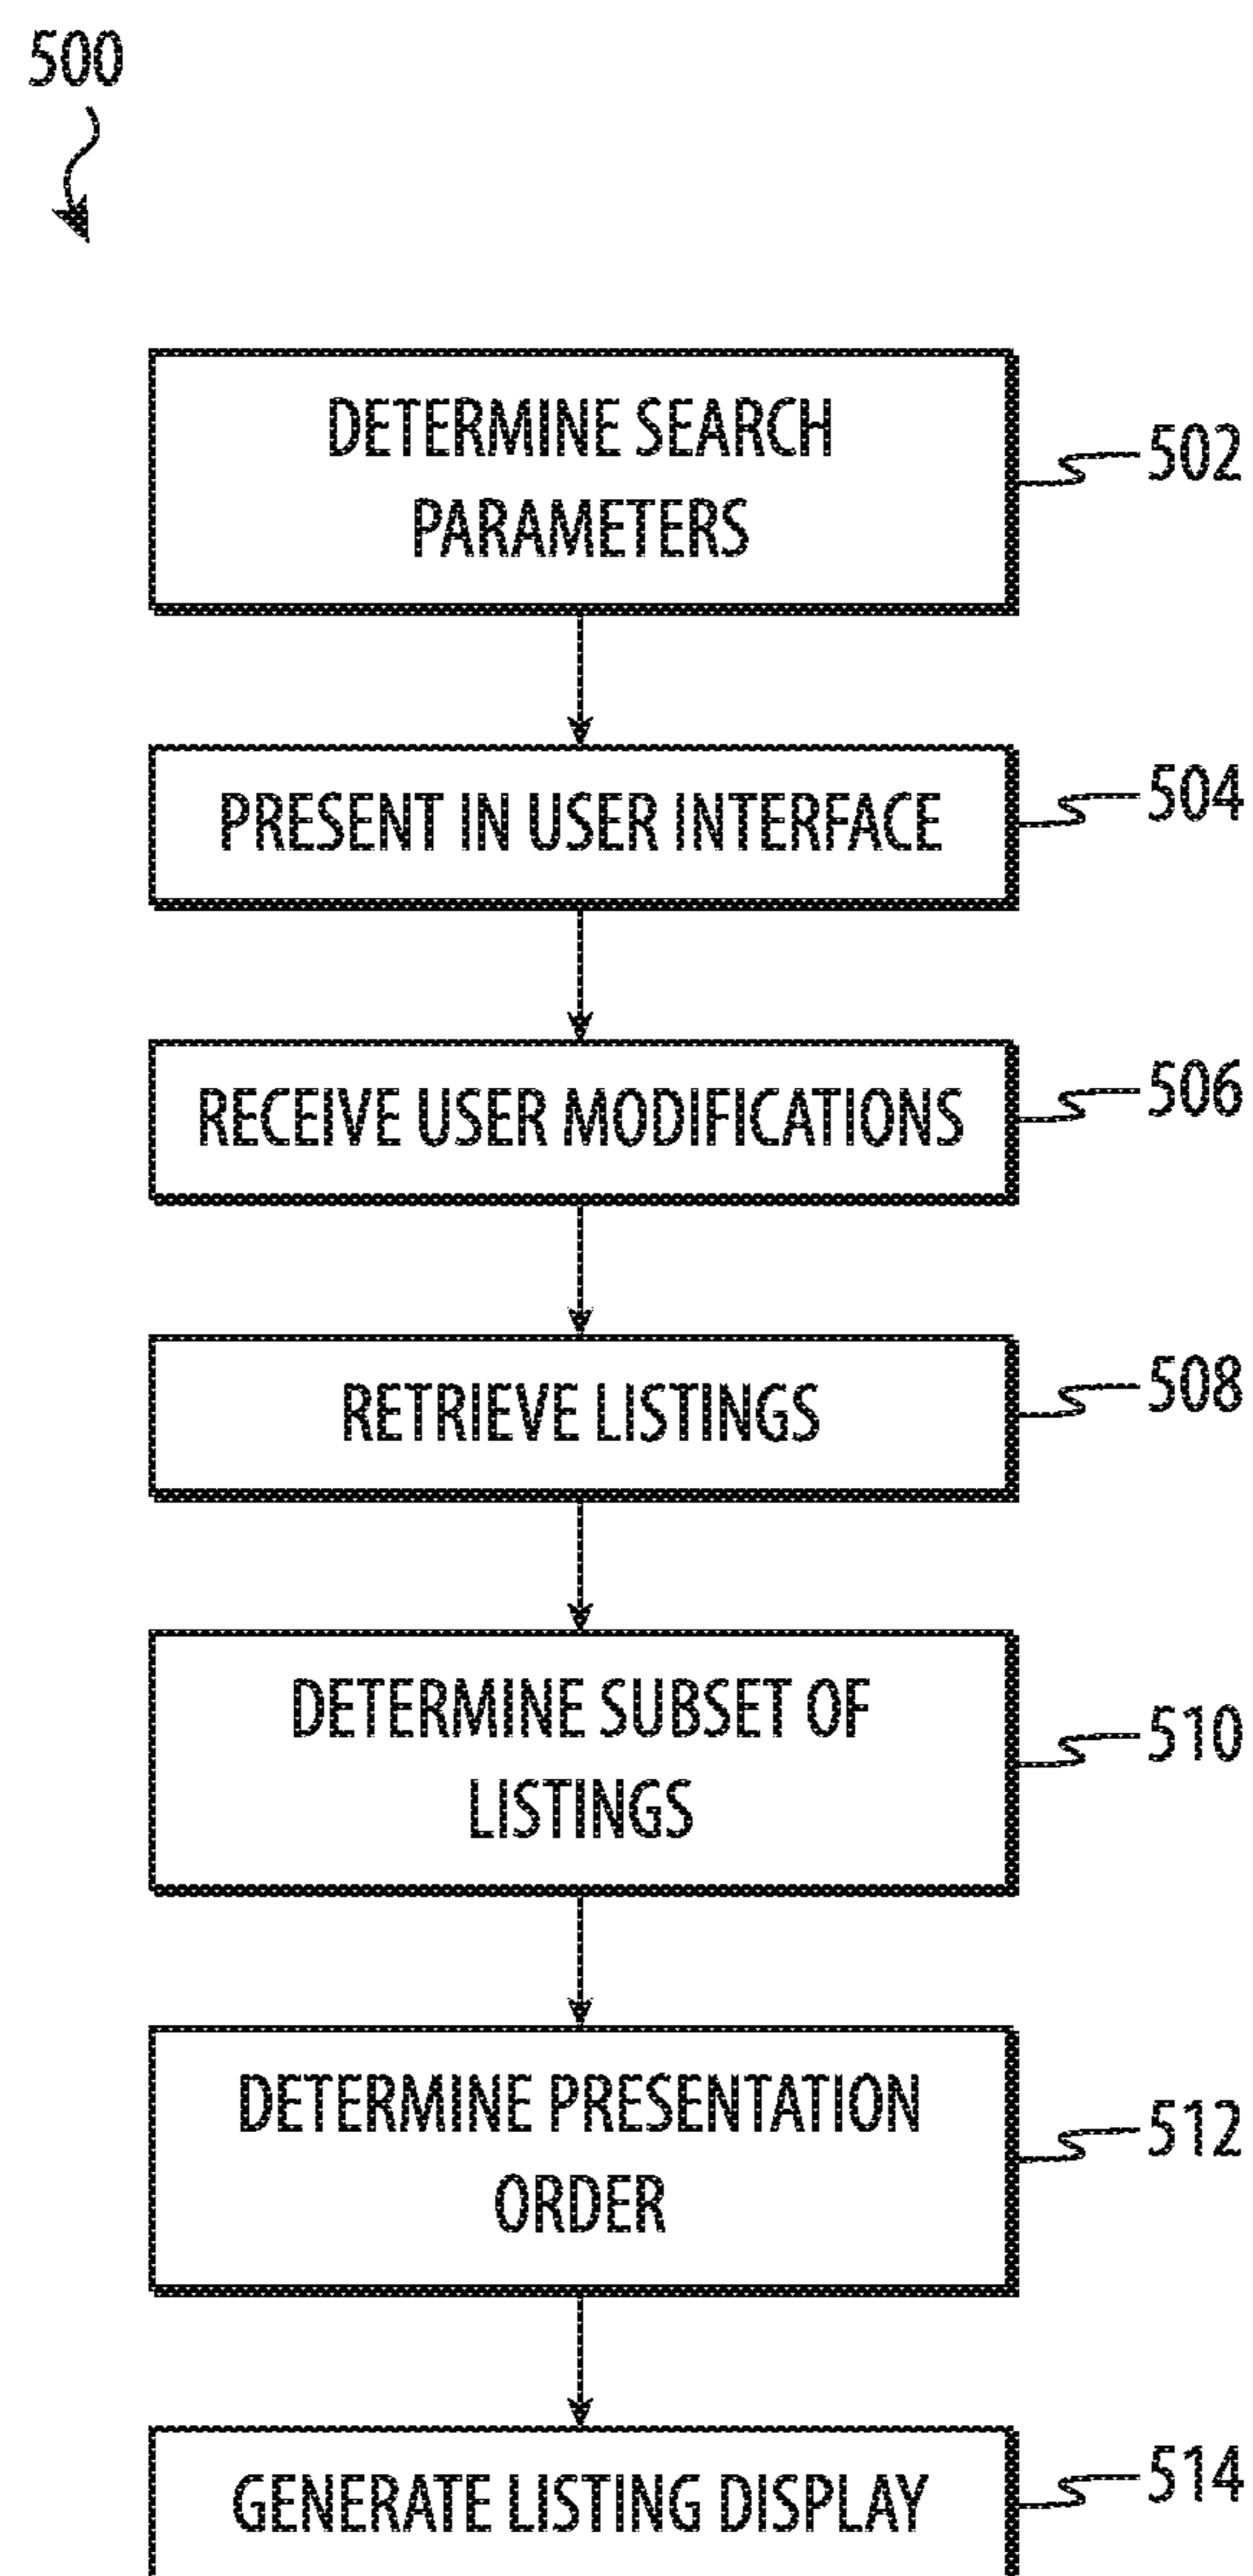 500
DETERMINE SEARCH
PARAMETERS
502
PRESENT IN USER INTERFACE
504
RECEIVE USER MODIFICATIONS
506
RETRIEVE LISTINGS
508
DETERMINE SUBSET OF
LISTINGS
510
DETERMINE PRESENTATION
ORDER
512
GENERATE LISTING DISPLAY
514